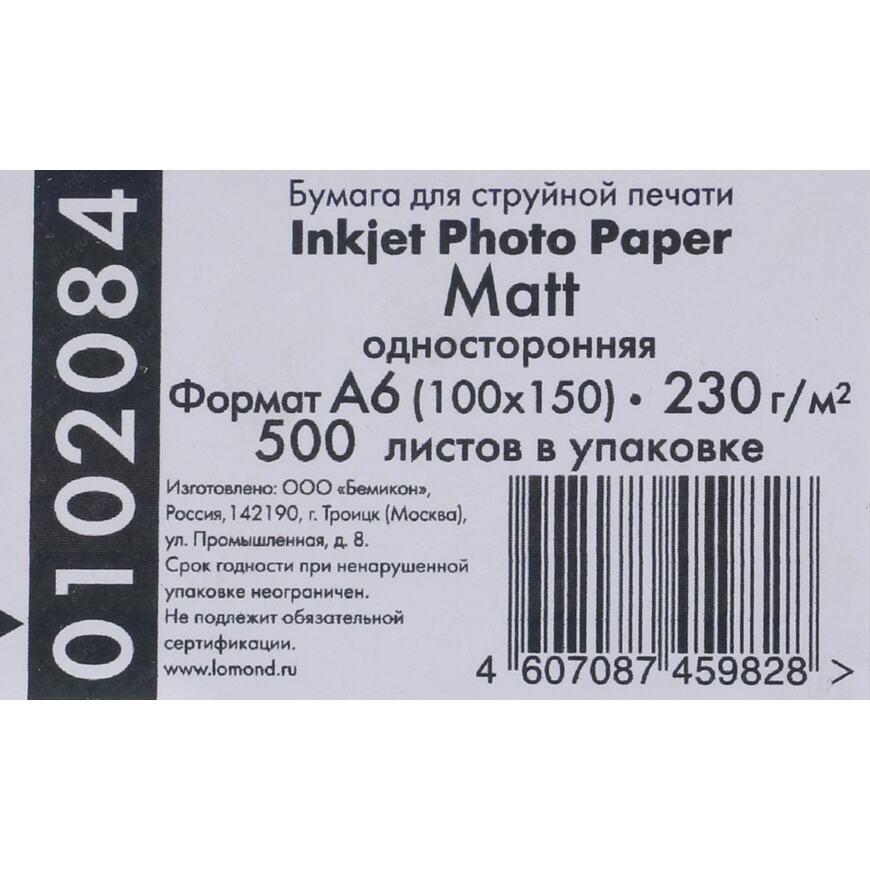 0102084
Бумага для струйной печати
Inkjet Photo Paper
Matt
односторонняя
Формат А6 (100x150) • 230 г/м²
500 листов в упаковке
Изготовлено: ООО «Бемикон»,
Россия, 142190, г. Троицк (Москва),
ул. Промышленная, д. 8.
Срок годности при ненарушенной
упаковке неограничен.
Не подлежит обязательной
сертификации.
www.lomond.ru
4 607087 459828 >